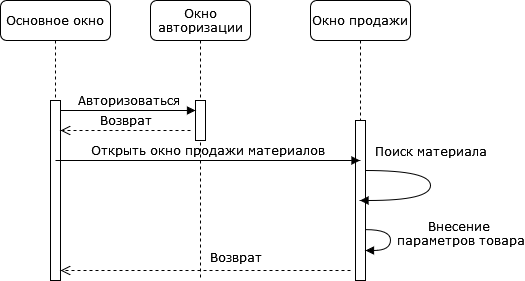 Основное окно
Окно
авторизации
Окно продажи
Авторизоваться
Возврат
Открыть окно продажи материалов
Поиск материала
Внесение
параметров товара
Возврат